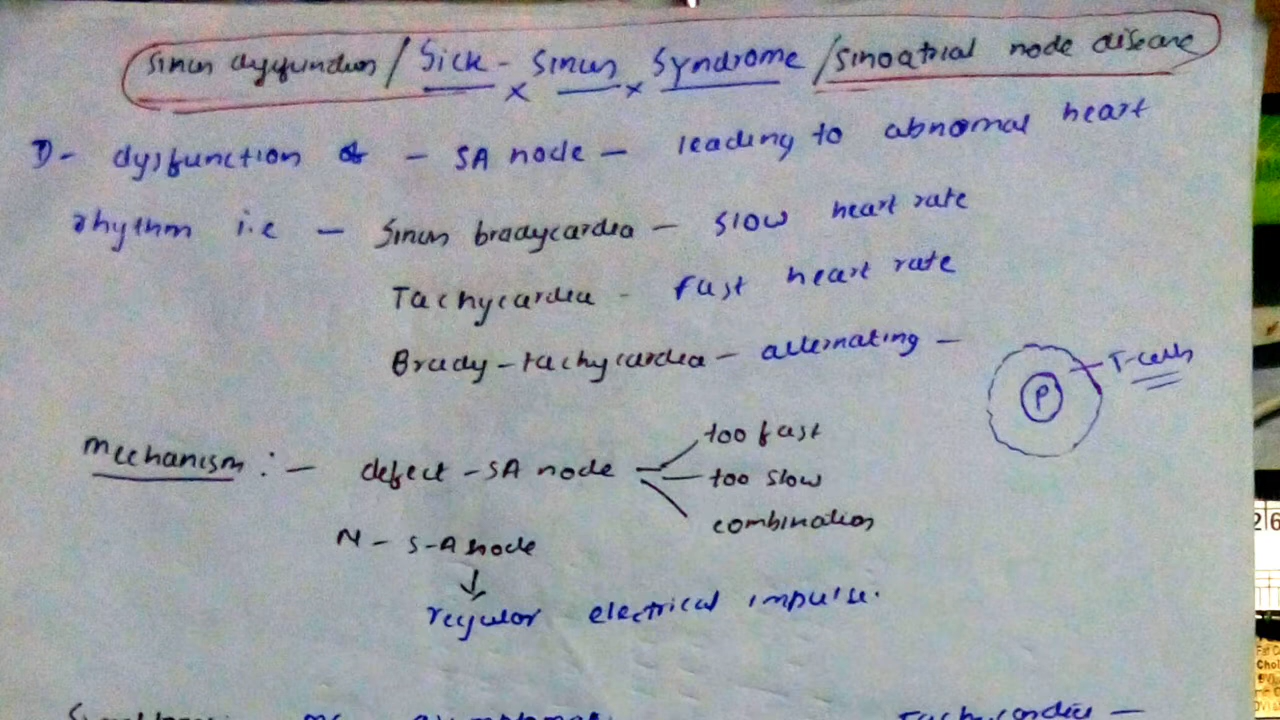 Sinus dysfunction / Sick - Sinus Syndrome / Sinoatrial node disease
D- dysfunction of - SA node - leading to abnormal heart
rhythm i.e - Sinus bradycardia - slow heart rate
Tachycardia - fast heart rate
Brady-tachycardia - alternating -
P T-cells
Mechanism :- defect - SA node
too fast
too slow
combination
N - S-A node
regular electrical impulse.
Tachycardia -
26